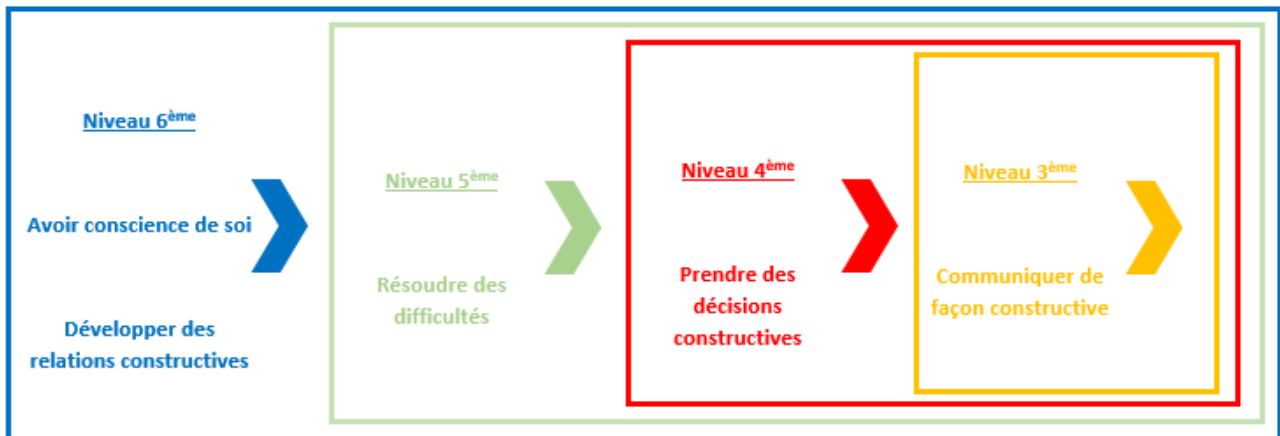 Niveau 6ème
Avoir conscience de soi
Développer des
relations constructives
Niveau 5ème
Résoudre des
difficultés
Niveau 4ème
Prendre des
décisions
constructives
Niveau 3ème
Communiquer de
façon constructive